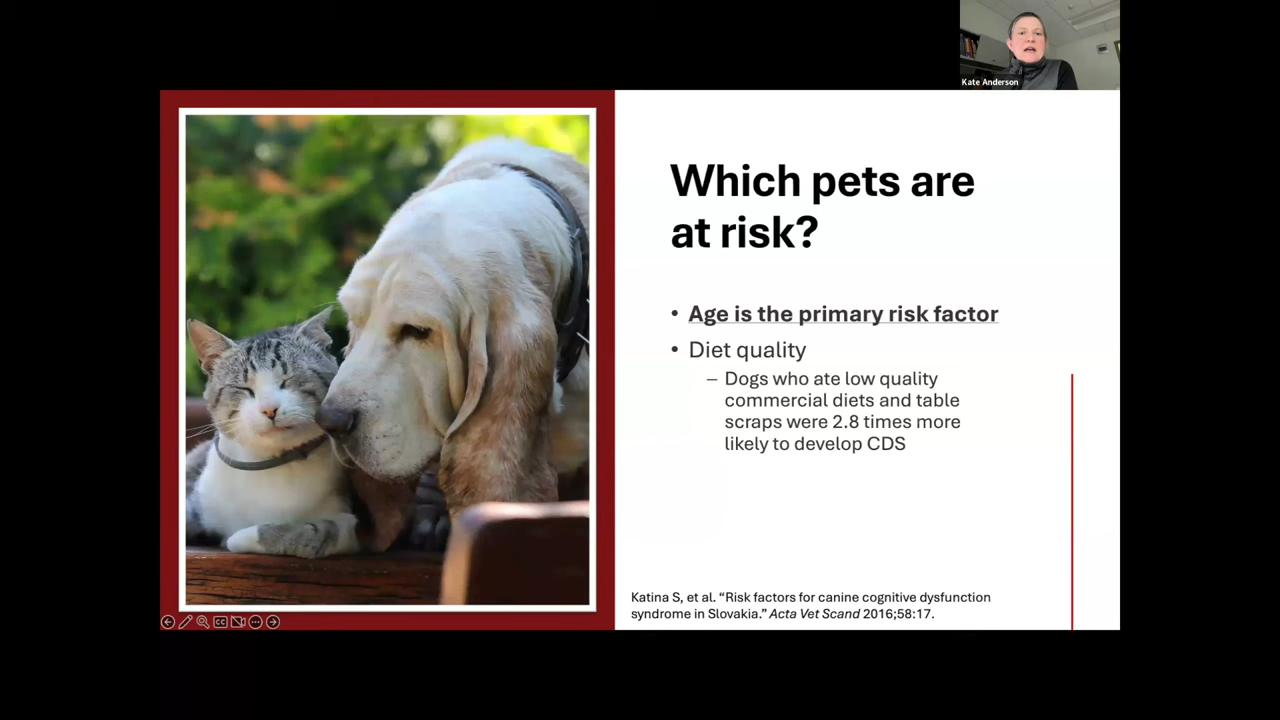 Kate Anderson
Which pets are
at risk?
• Age is the primary risk factor
• Diet quality
– Dogs who ate low quality
commercial diets and table
scraps were 2.8 times more
likely to develop CDS
Katina S, et al. “Risk factors for canine cognitive dysfunction
syndrome in Slovakia.” Acta Vet Scand 2016;58:17.
CC